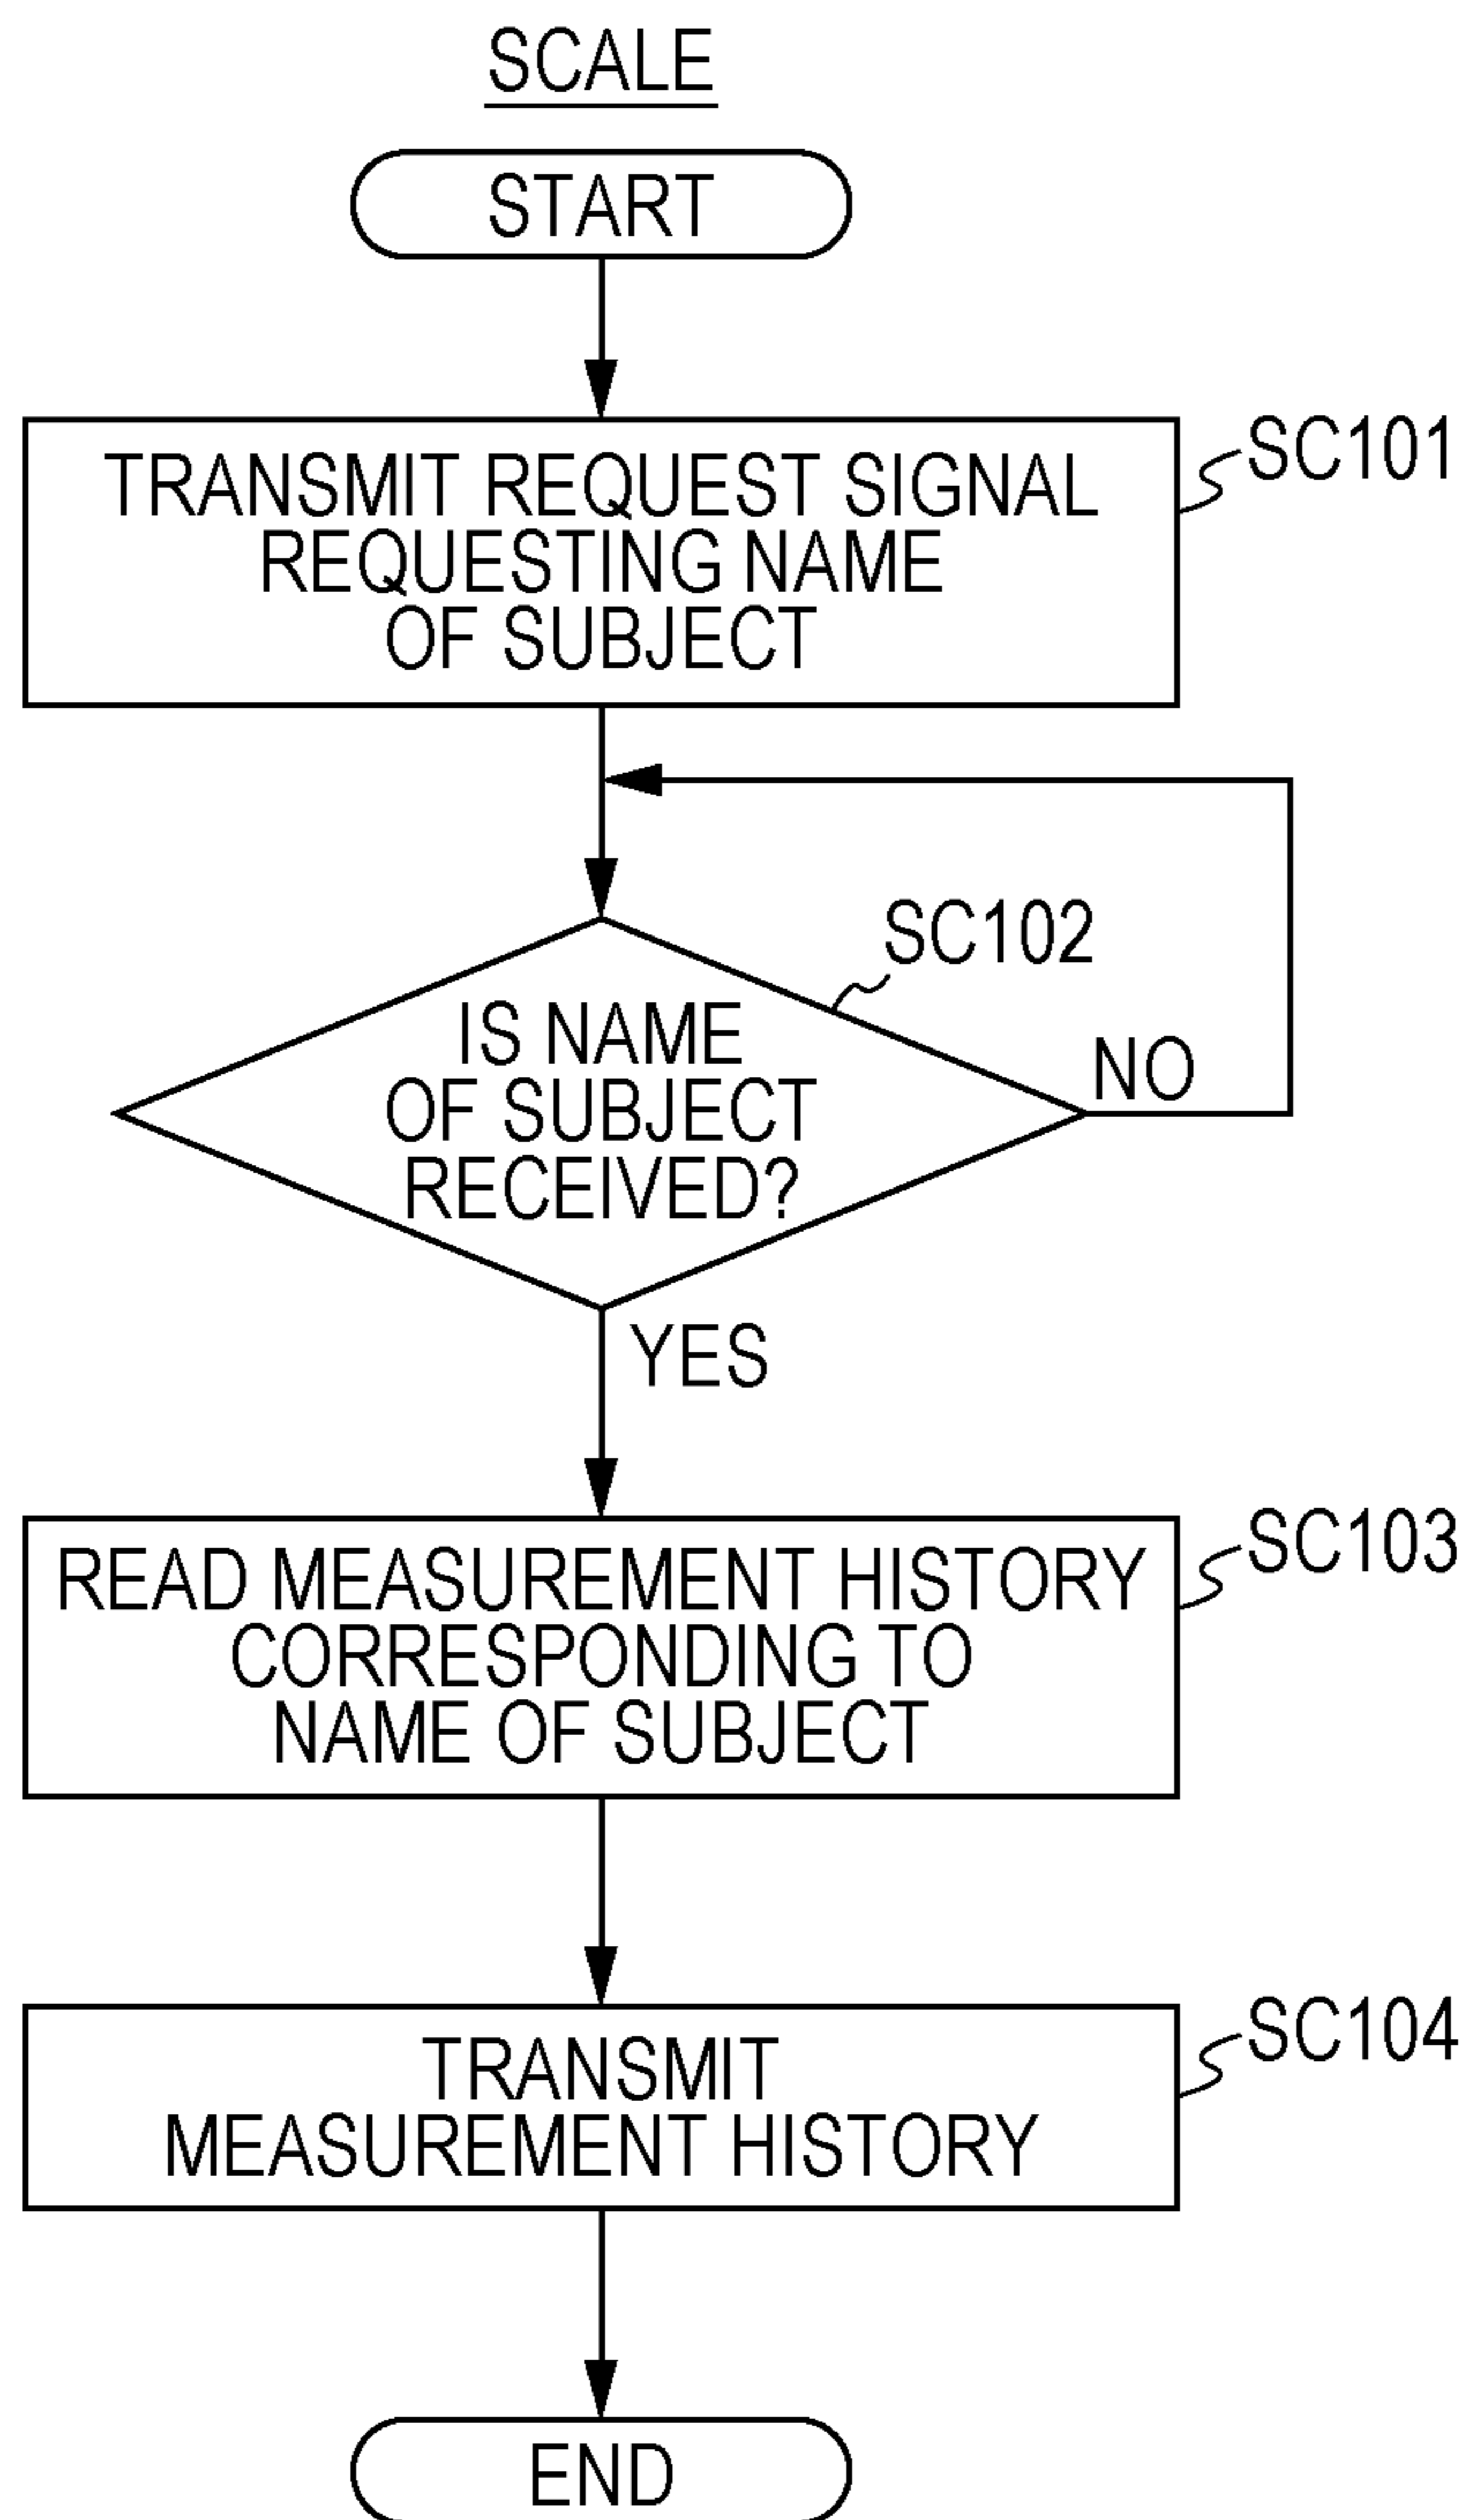 SCALE
START
TRANSMIT REQUEST SIGNAL
REQUESTING NAME
OF SUBJECT
SC101
SC102
IS NAME
OF SUBJECT
RECEIVED?
NO
YES
READ MEASUREMENT HISTORY
CORRESPONDING TO
NAME OF SUBJECT
SC103
TRANSMIT
MEASUREMENT HISTORY
SC104
END